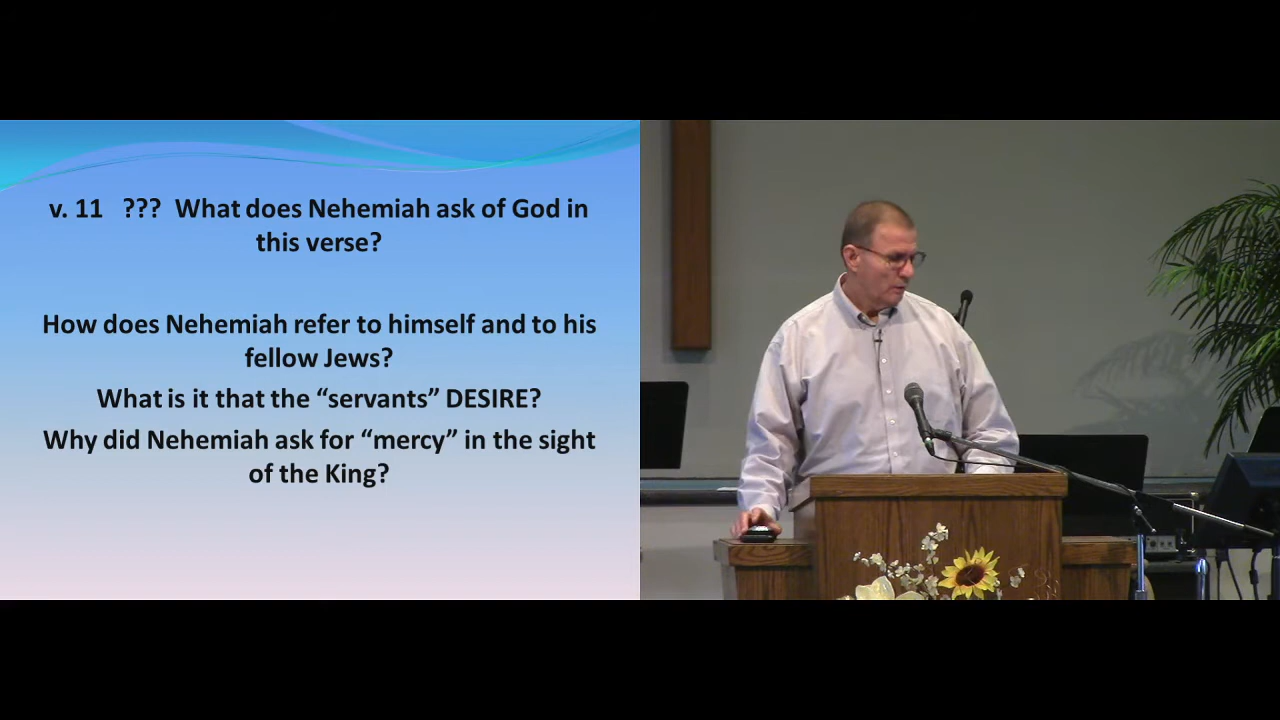 v. 11 ??? What does Nehemiah ask of God in
this verse?
How does Nehemiah refer to himself and to his
fellow Jews?
What is it that the “servants” DESIRE?
Why did Nehemiah ask for “mercy” in the sight
of the King?